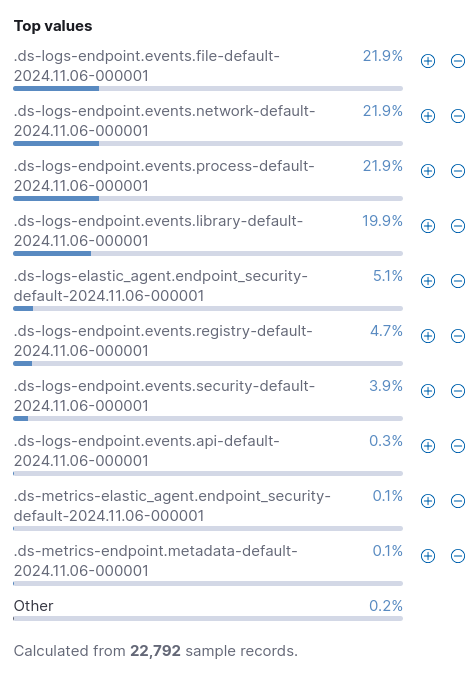 Top values
.ds-logs-endpoint.events.file-default-
2024.11.06-000001
21.9%
.ds-logs-endpoint.events.network-default-
2024.11.06-000001
21.9%
.ds-logs-endpoint.events.process-default-
2024.11.06-000001
21.9%
.ds-logs-endpoint.events.library-default-
2024.11.06-000001
19.9%
.ds-logs-elastic_agent.endpoint_security-
default-2024.11.06-000001
5.1%
.ds-logs-endpoint.events.registry-default-
2024.11.06-000001
4.7%
.ds-logs-endpoint.events.security-default-
2024.11.06-000001
3.9%
.ds-logs-endpoint.events.api-default-
2024.11.06-000001
0.3%
.ds-metrics-elastic_agent.endpoint_security-
default-2024.11.06-000001
0.1%
.ds-metrics-endpoint.metadata-default-
2024.11.06-000001
0.1%
Other
0.2%
Calculated from 22,792 sample records.